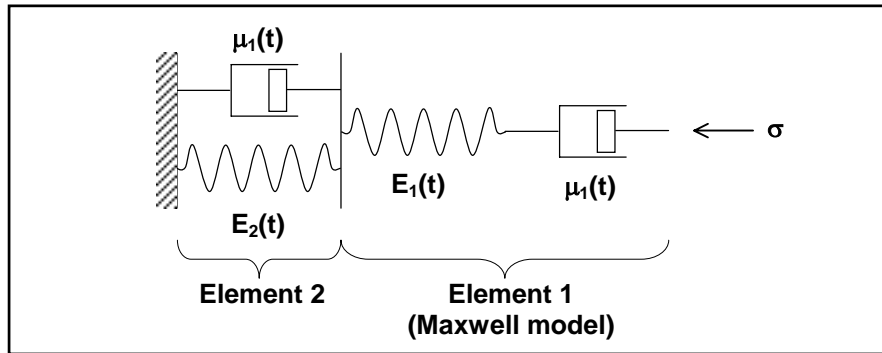 μ₁(t)
σ
E₁(t)
μ₁(t)
E₂(t)
Element 2
Element 1
(Maxwell model)